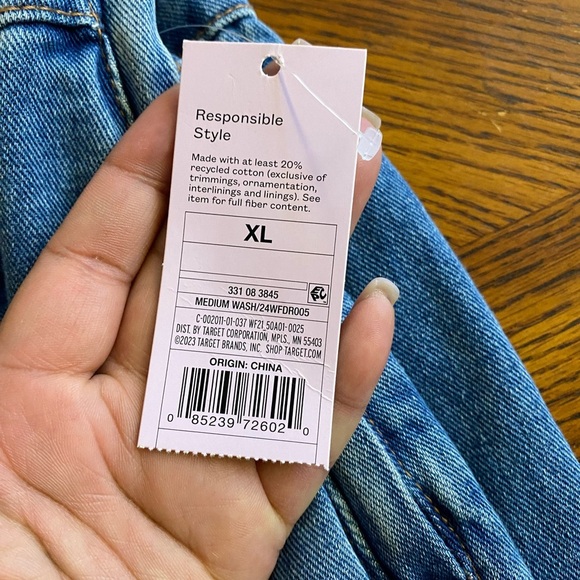 Responsible
Style
Made with at least 20%
recycled cotton (exclusive of
trimmings, ornamentation,
interlinings and linings). See
item for full fiber content.
XL
331 08 3845
MEDIUM WASH/24WFDR005
C-002011-01-037 WF21_50A01-0025
DIST. BY TARGET CORPORATION, MPLS., MN 55403
©2023 TARGET BRANDS, INC. SHOP TARGET.COM
ORIGIN: CHINA
0 85239 72602 0